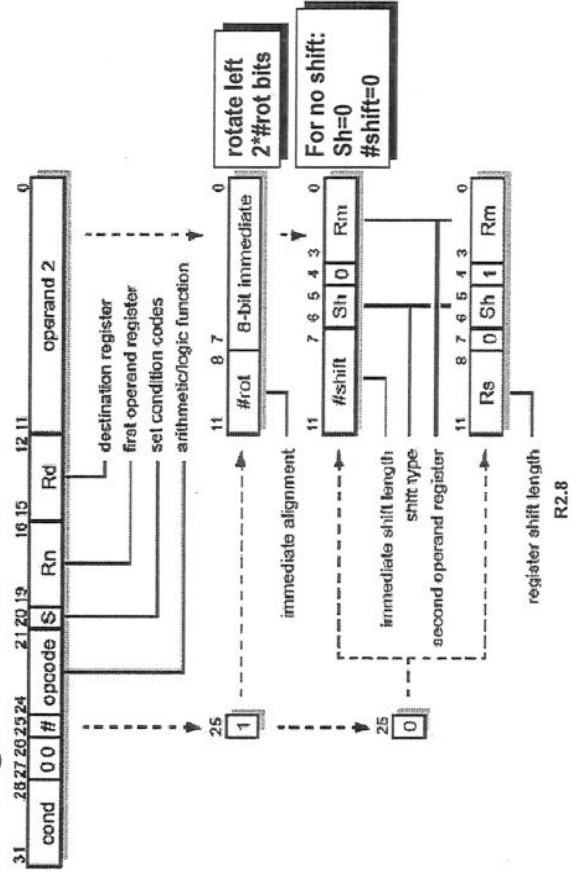 31 28 27 26 25 24 21 20 19 16 15 12 11 0
cond 0 0 # opcode S Rn Rd operand 2
destination register
first operand register
set condition codes
arithmetic/logic function
25
1
11 8 7 0
#rot 8-bit immediate
immediate alignment
rotate left
2*#rot bits
25
0
11 7 6 5 4 3 0
#shift Sh 0 Rm
immediate shift length
shift type
second operand register
For no shift:
Sh=0
#shift=0
11 8 7 6 5 4 3 0
Rs 0 Sh 1 Rm
register shift length
R2.8